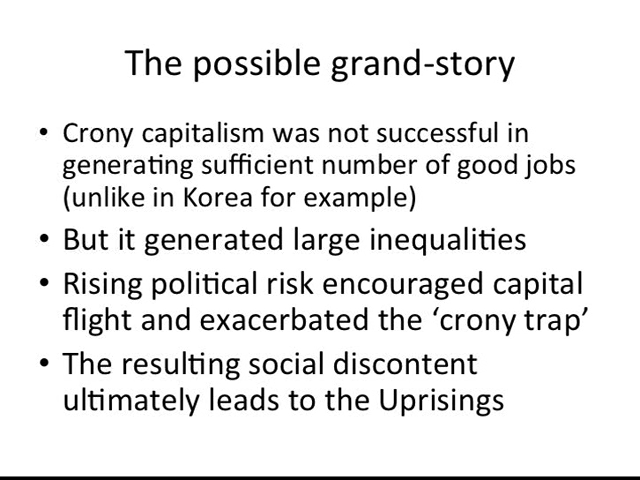 The possible grand-story
• Crony capitalism was not successful in
generating sufficient number of good jobs
(unlike in Korea for example)
• But it generated large inequalities
• Rising political risk encouraged capital
flight and exacerbated the ‘crony trap’
• The resulting social discontent
ultimately leads to the Uprisings